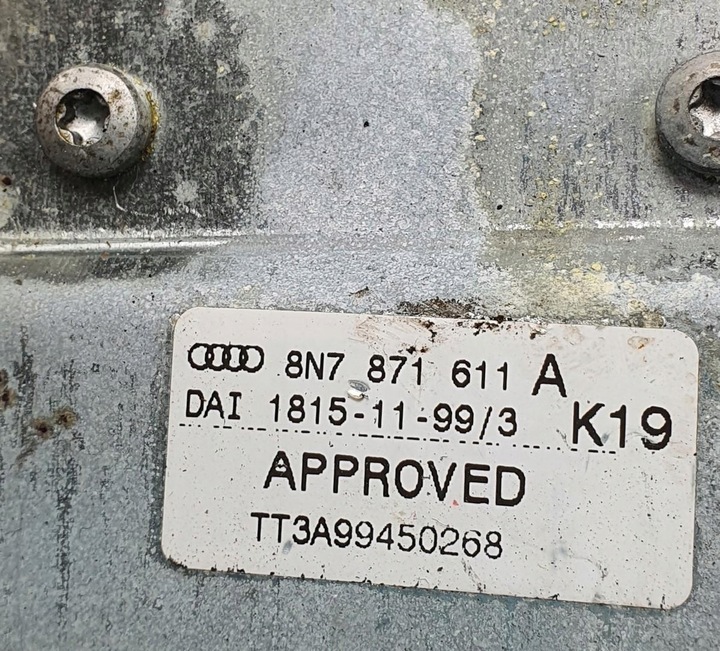 8N7 871 611 A
DAI 1815-11-99/3 K19
APPROVED
TT3A99450268